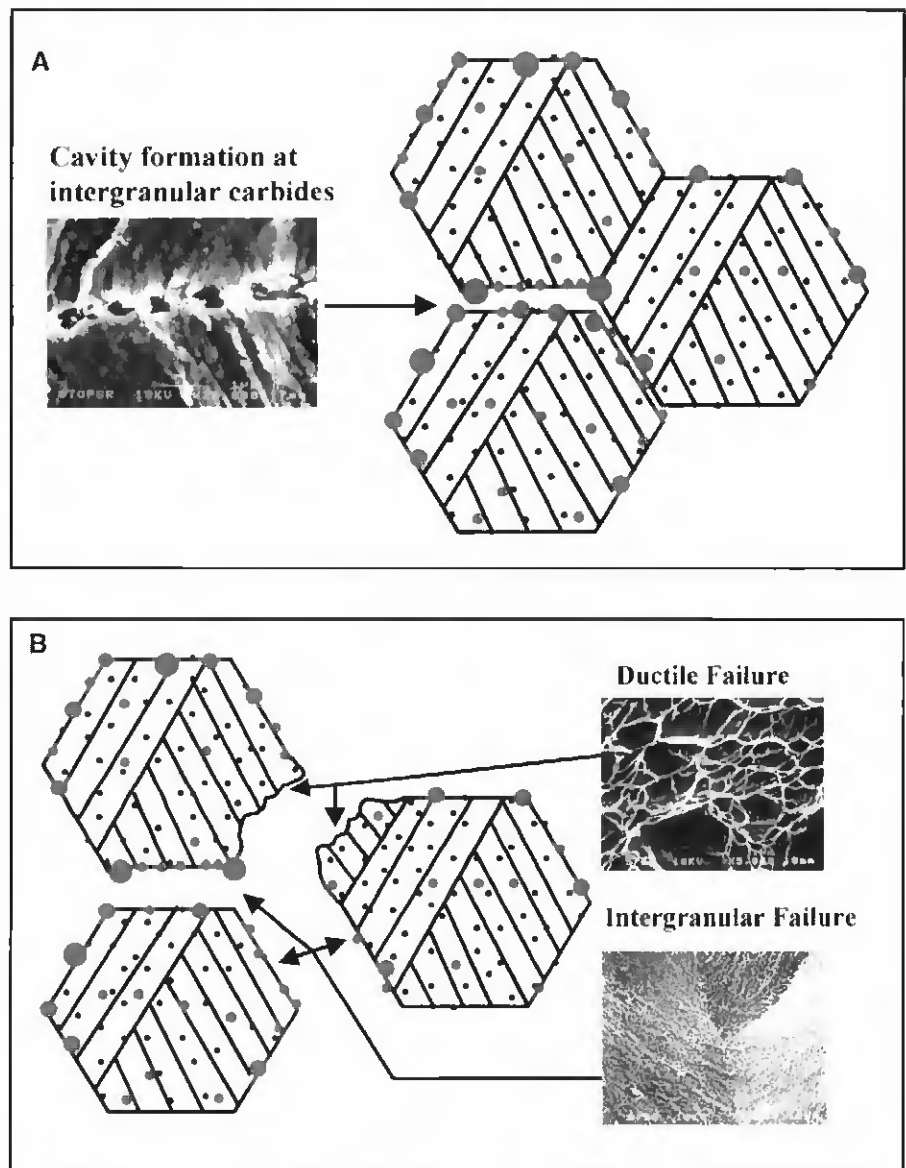 A
Cavity formation at
intergranular carbides
B
Ductile Failure
Intergranular Failure